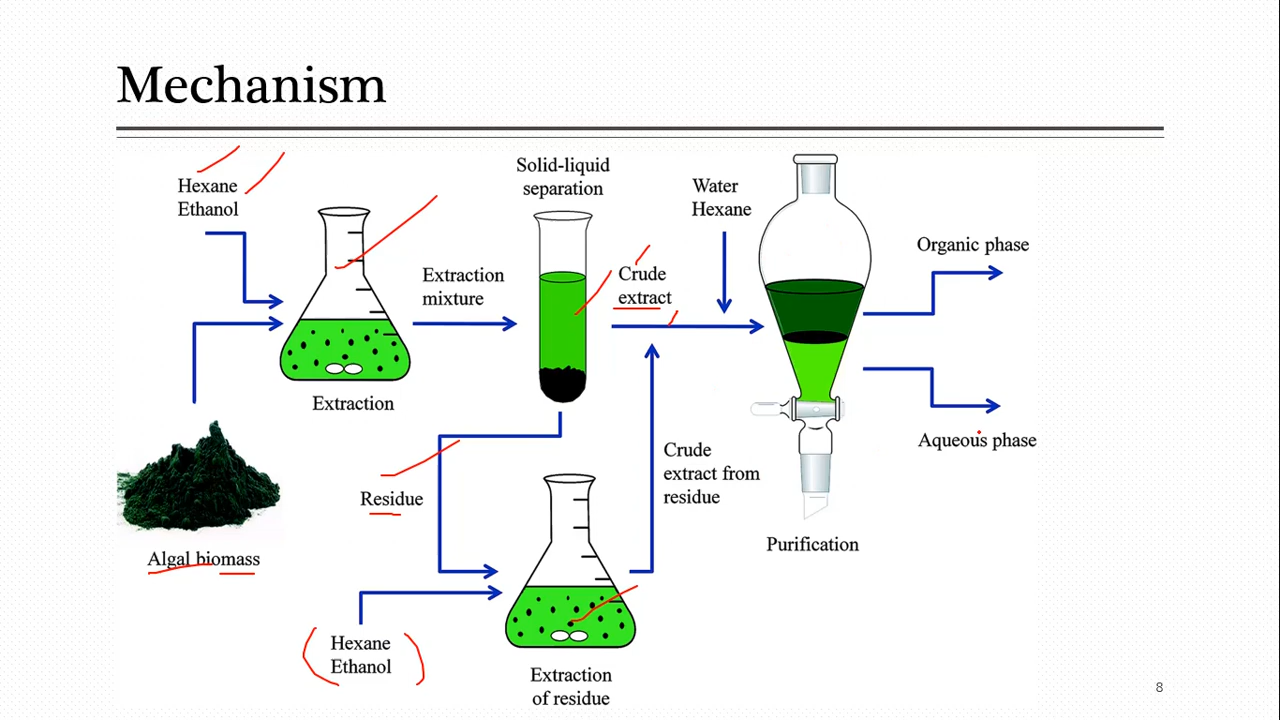 Mechanism
Hexane
Ethanol
Solid-liquid
separation
Water
Hexane
Organic phase
Extraction
mixture
Crude
extract
Extraction
Aqueous phase
Crude
extract from
residue
Residue
Purification
Algal biomass
Hexane
Ethanol
Extraction
of residue
8